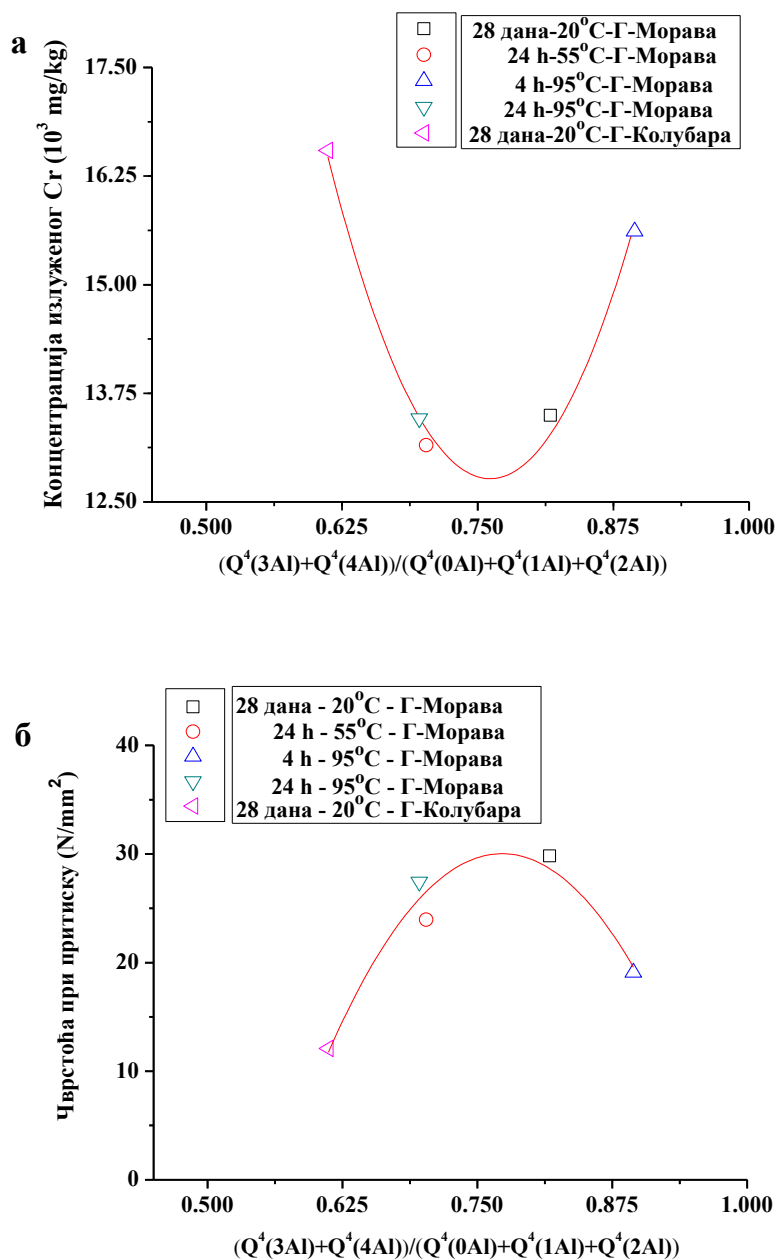 а
28 дана-20°C-Г-Морава
24 h-55°C-Г-Морава
4 h-95°C-Г-Морава
24 h-95°C-Г-Морава
28 дана-20°C-Г-Колубара
Концентрација излуженог Cr (10³ mg/kg)
17.50
16.25
15.00
13.75
12.50
0.500 0.625 0.750 0.875 1.000
(Q⁴(3Al)+Q⁴(4Al))/(Q⁴(0Al)+Q⁴(1Al)+Q⁴(2Al))
б
28 дана - 20°C - Г-Морава
24 h - 55°C - Г-Морава
4 h - 95°C - Г-Морава
24 h - 95°C - Г-Морава
28 дана - 20°C - Г-Колубара
Чврстоћа при притиску (N/mm²)
40
30
20
10
0
0.500 0.625 0.750 0.875 1.000
(Q⁴(3Al)+Q⁴(4Al))/(Q⁴(0Al)+Q⁴(1Al)+Q⁴(2Al))